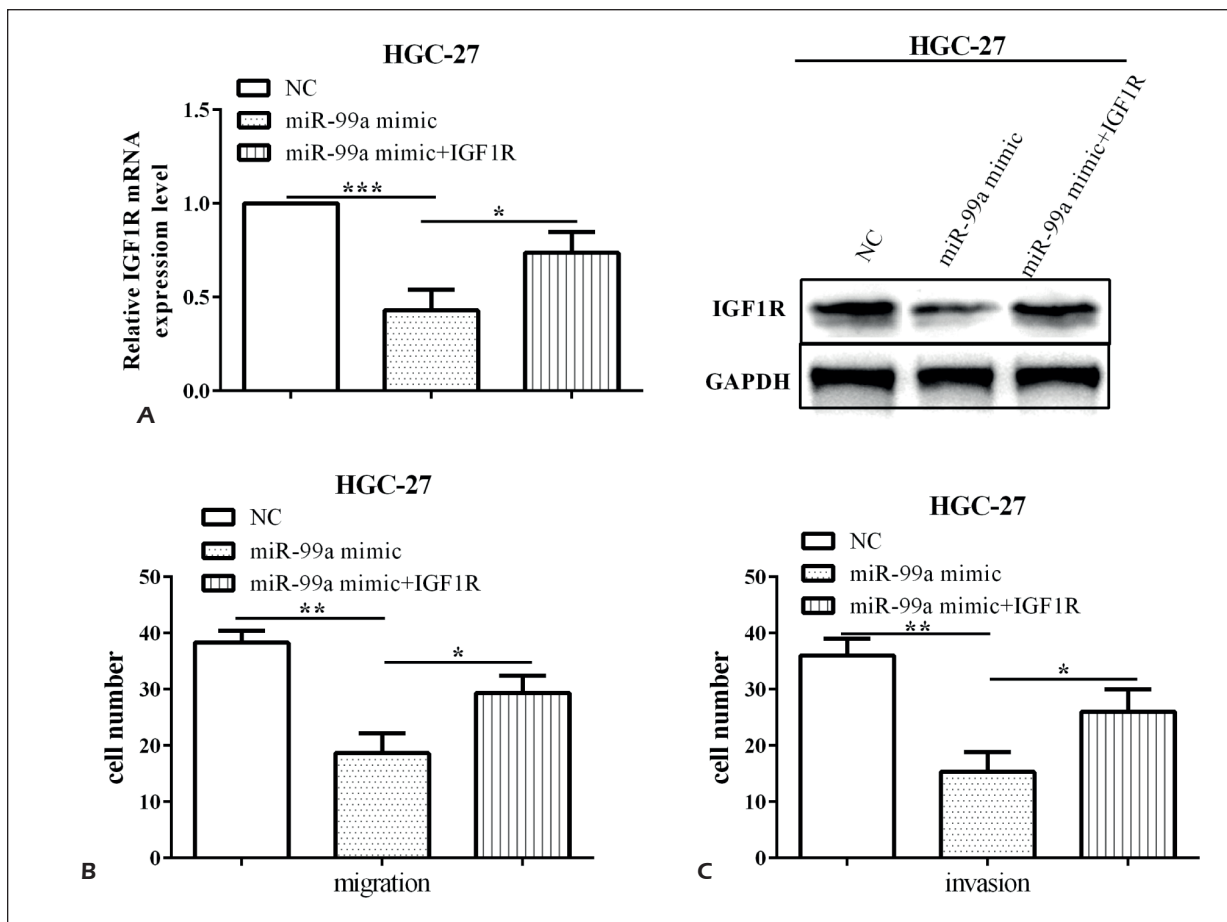 HGC-27
NC
miR-99a mimic
miR-99a mimic+IGF1R
Relative IGF1R mRNA
expressiom level
1.5
1.0
0.5
0.0
***
*
A
HGC-27
NC
miR-99a mimic
miR-99a mimic+IGF1R
IGF1R
GAPDH
HGC-27
NC
miR-99a mimic
miR-99a mimic+IGF1R
cell number
50
40
30
20
10
0
**
*
migration
B
HGC-27
NC
miR-99a mimic
miR-99a mimic+IGF1R
cell number
50
40
30
20
10
0
**
*
invasion
C